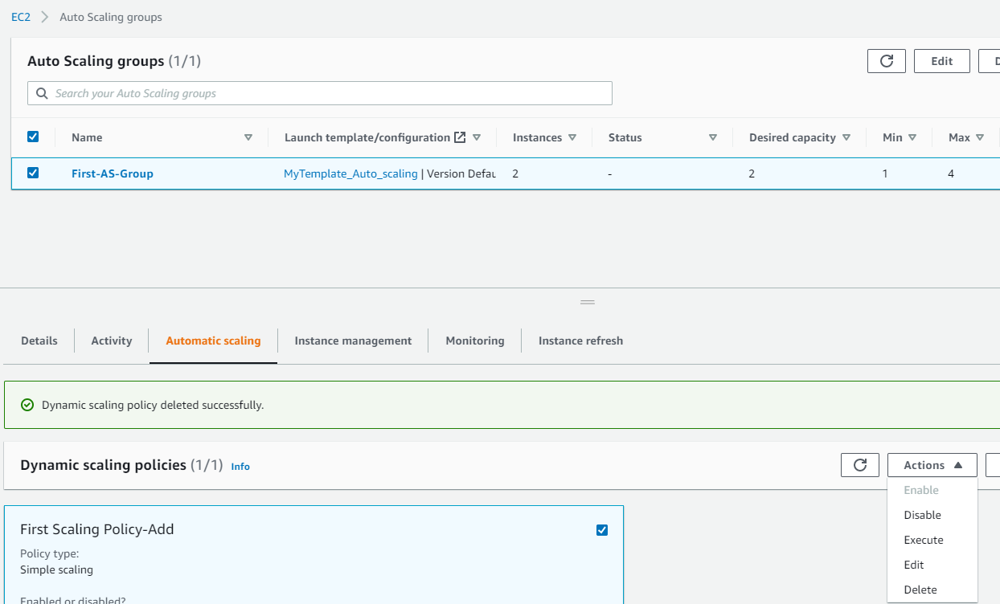 EC2 > Auto Scaling groups
Auto Scaling groups (1/1)
Edit
D
Search your Auto Scaling groups
Name Launch template/configuration Instances Status Desired capacity Min Max
First-AS-Group MyTemplate_Auto_scaling | Version Defau 2 - 2 1 4
Details Activity Automatic scaling Instance management Monitoring Instance refresh
Dynamic scaling policy deleted successfully.
Dynamic scaling policies (1/1) Info
Actions
Enable
Disable
Execute
Edit
Delete
First Scaling Policy-Add
Policy type:
Simple scaling
Enabled or disabled?